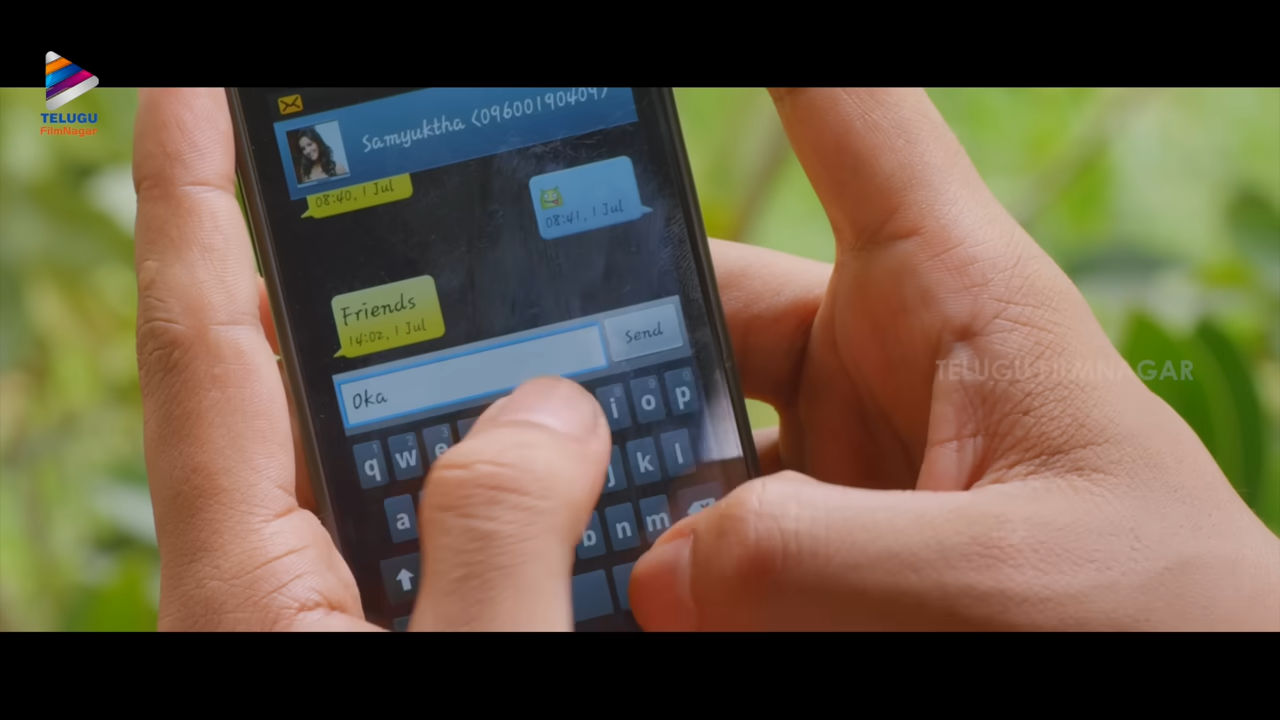 TELUGU
FilmNagar
Samyuktha <09600190409>
08:40, 1 Jul
08:41, 1 Jul
Friends
14:02, 1 Jul
Send
Oka
q w e i o p
a j k l
b n m
TELUGU FILMNAGAR